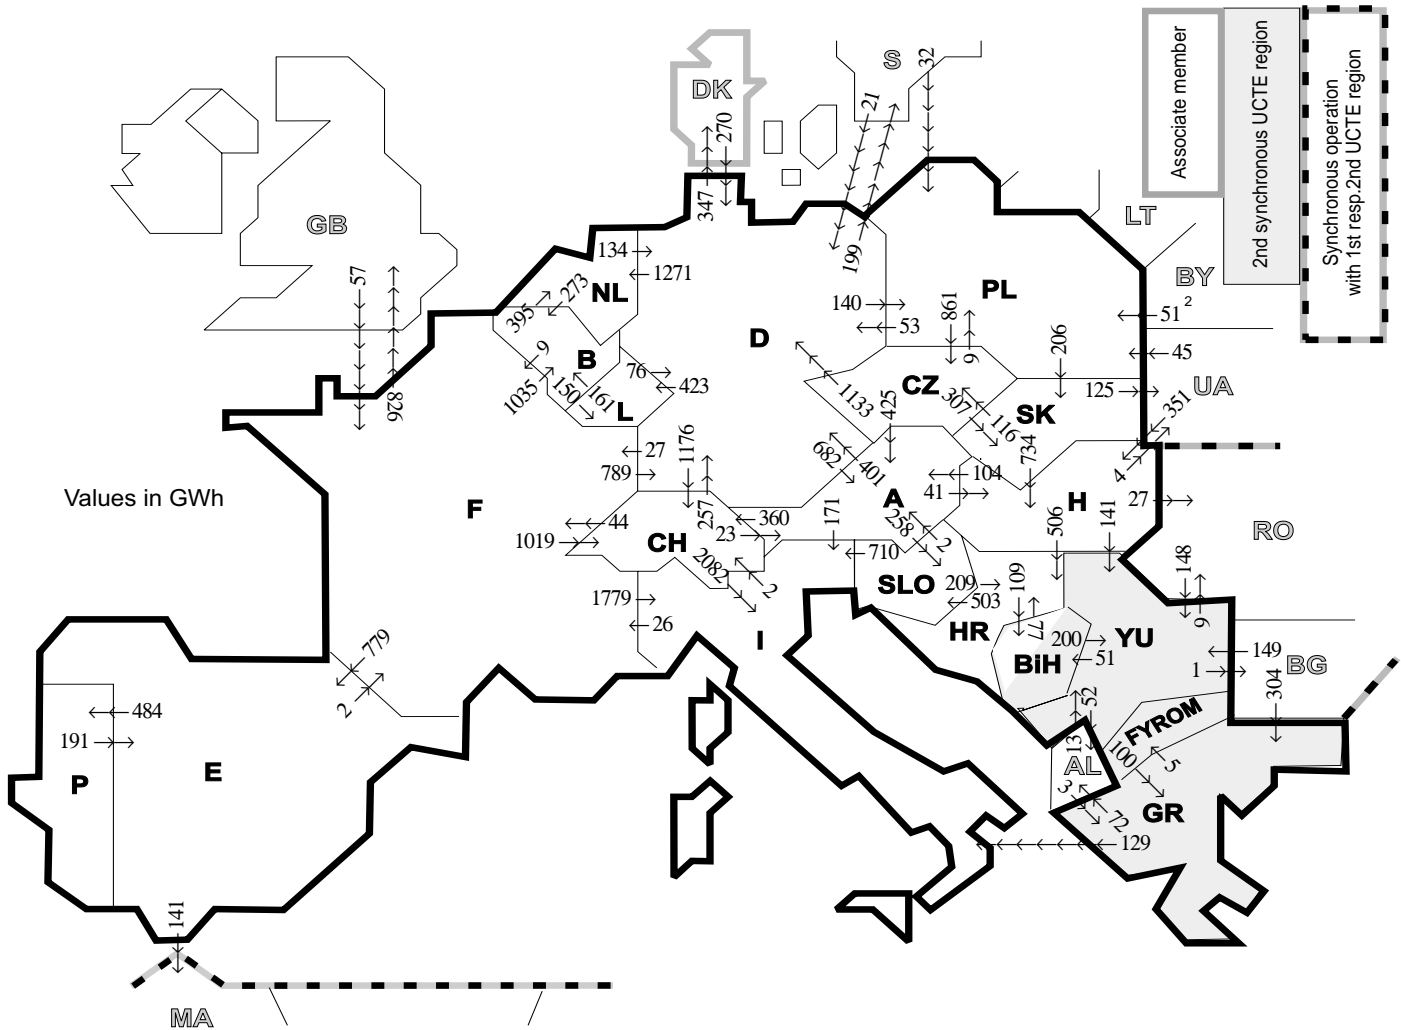 S
32
DK
21
270
347
199
GB
57
826
134
1271
NL
395
273
9
B
1035
150
161
L
76
423
D
140
53
PL
861
9
206
LT
BY
51 2
45
125
UA
351
4
CZ
307
116
SK
734
1133
425
682
401
27
789
1176
257
A
104
41
H
27
RO
Values in GWh
F
44
1019
CH
360
23
171
258
2
506
141
2082
2
710
SLO
209
503
109
77
148
9
1779
26
I
HR
BiH
200
51
YU
149
1
BG
304
779
2
484
191
P
E
52
13
FYROM
100
5
AL
3
72
GR
129
141
MA
Associate member
2nd synchronous UCTE region
Synchronous operation
with 1st resp.2nd UCTE region